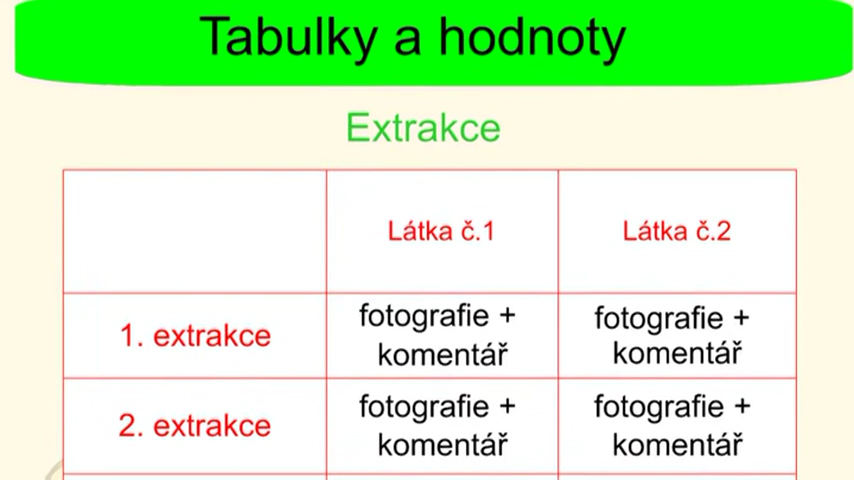 Tabulky a hodnoty
Extrakce
Látka č.1 Látka č.2
1. extrakce fotografie + komentář fotografie + komentář
2. extrakce fotografie + komentář fotografie + komentář